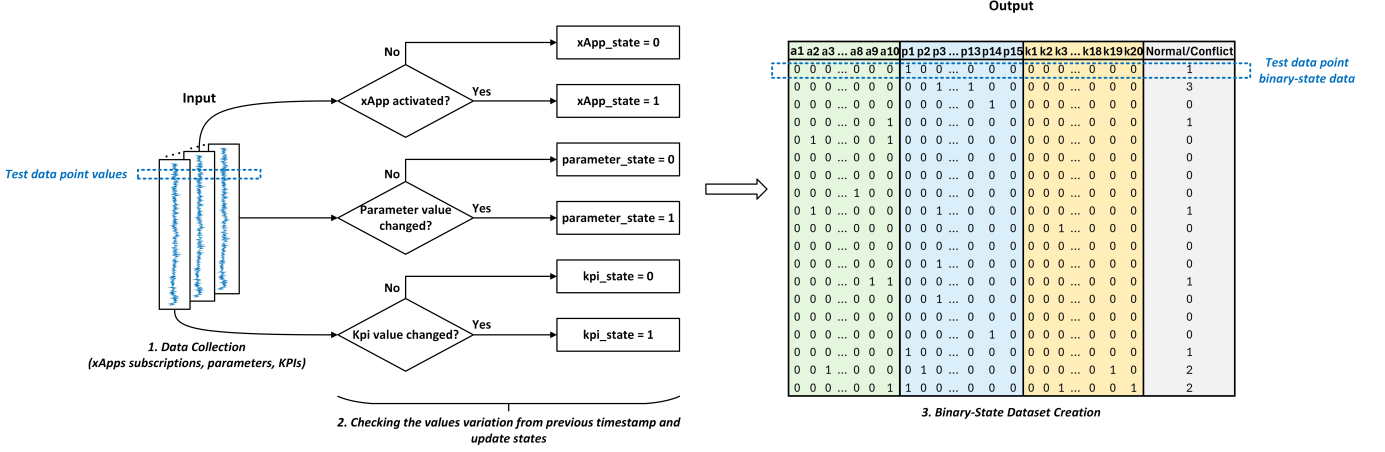 Output
Input
Test data point values
No
xApp_state = 0
xApp activated?
Yes
xApp_state = 1
No
parameter_state = 0
Parameter value
changed?
Yes
parameter_state = 1
No
kpi_state = 0
Kpi value changed?
Yes
kpi_state = 1
1. Data Collection
(xApps subscriptions, parameters, KPIs)
2. Checking the values variation from previous timestamp and
update states
a1 a2 a3 ... a8 a9 a10 p1 p2 p3 ... p13 p14 p15 k1 k2 k3 ... k18 k19 k20 Normal/Conflict
0 0 0 ... 0 0 0 1 0 0 ... 0 0 0 0 0 0 ... 0 0 0 1
0 0 0 ... 0 0 0 0 0 1 ... 1 0 0 0 0 0 ... 0 0 0 3
0 0 0 ... 0 0 0 0 0 0 ... 0 1 0 0 0 0 ... 0 0 0 0
0 0 0 ... 0 0 1 0 0 0 ... 0 0 0 0 0 0 ... 0 0 0 1
0 1 0 ... 0 0 1 0 0 0 ... 0 0 0 0 0 0 ... 0 0 0 0
0 0 0 ... 0 0 0 0 0 0 ... 0 0 0 0 0 0 ... 0 0 0 0
0 0 0 ... 0 0 0 0 0 0 ... 0 0 0 0 0 0 ... 0 0 0 0
0 0 0 ... 1 0 0 0 0 0 ... 0 0 0 0 0 0 ... 0 0 0 0
0 1 0 ... 0 0 0 0 0 1 ... 0 0 0 0 0 0 ... 0 0 0 1
0 0 0 ... 0 0 0 0 0 0 ... 0 0 0 0 0 1 ... 0 0 0 0
0 0 0 ... 0 0 0 0 0 0 ... 0 0 0 0 0 0 ... 0 0 0 0
0 0 0 ... 0 0 0 0 0 1 ... 0 0 0 0 0 0 ... 0 0 0 0
0 0 0 ... 0 1 1 0 0 0 ... 0 0 0 0 0 0 ... 0 0 0 1
0 0 0 ... 0 0 0 0 0 1 ... 0 0 0 0 0 0 ... 0 0 0 0
0 0 0 ... 0 0 0 0 0 0 ... 0 0 0 0 0 0 ... 0 0 0 0
0 0 0 ... 0 0 0 0 0 0 ... 0 1 0 0 0 0 ... 0 0 0 0
0 0 0 ... 0 0 0 1 0 0 ... 0 0 0 0 0 0 ... 0 0 0 1
0 0 1 ... 0 0 0 0 1 0 ... 0 0 0 0 0 0 ... 0 1 0 2
0 0 0 ... 0 0 1 1 0 0 ... 0 0 0 0 0 1 ... 0 0 1 2
Test data point
binary-state data
3. Binary-State Dataset Creation